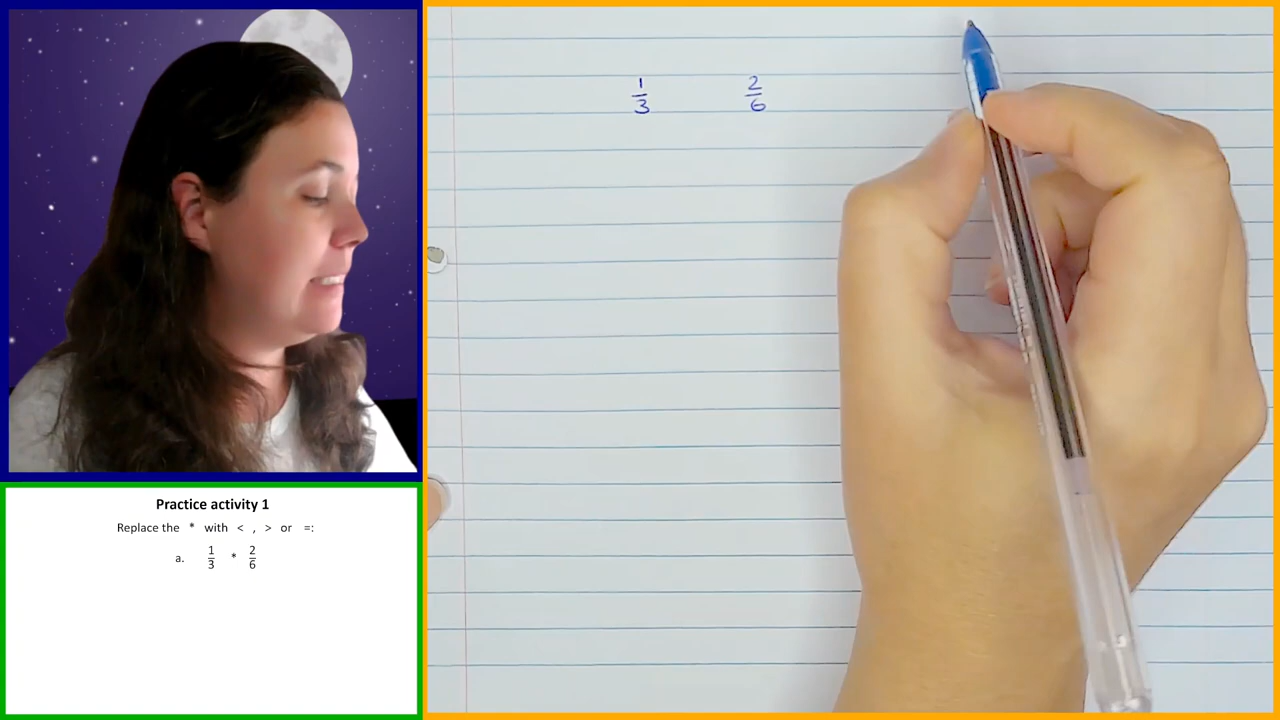 1/3 2/6
Practice activity 1
Replace the * with < , > or =:
a. 1/3 * 2/6